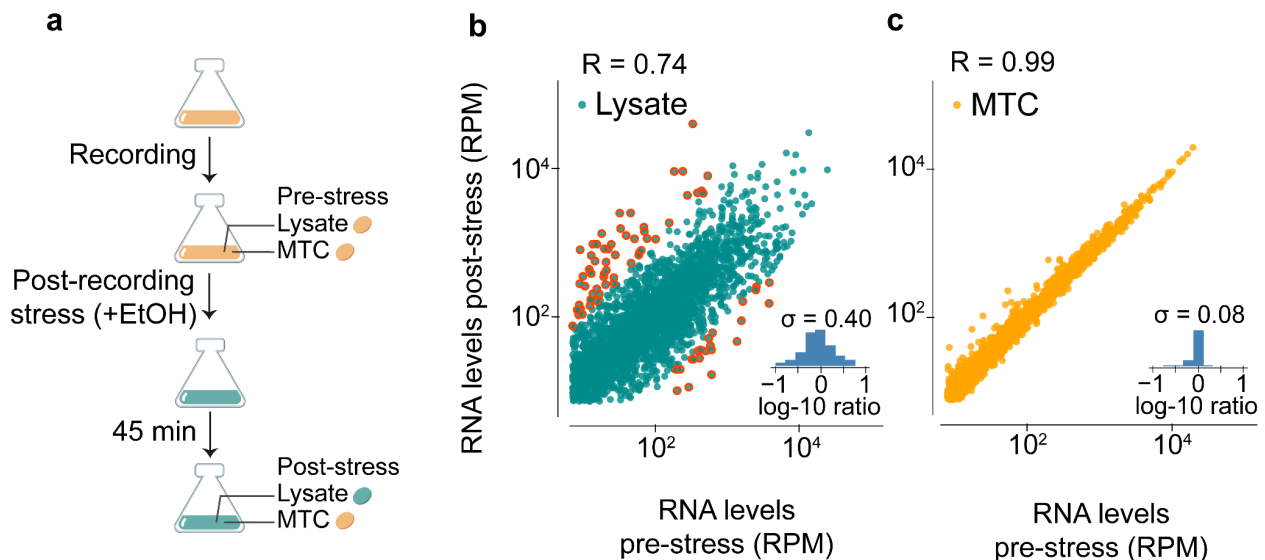 a
Recording
Pre-stress
Lysate
MTC
Post-recording
stress (+EtOH)
45 min
Post-stress
Lysate
MTC
b
R = 0.74
Lysate
RNA levels post-stress (RPM)
10⁴
10²
σ = 0.40
−1 0 1
log-10 ratio
10² 10⁴
RNA levels
pre-stress (RPM)
c
R = 0.99
MTC
10⁴
10²
σ = 0.08
−1 0 1
log-10 ratio
10² 10⁴
RNA levels
pre-stress (RPM)